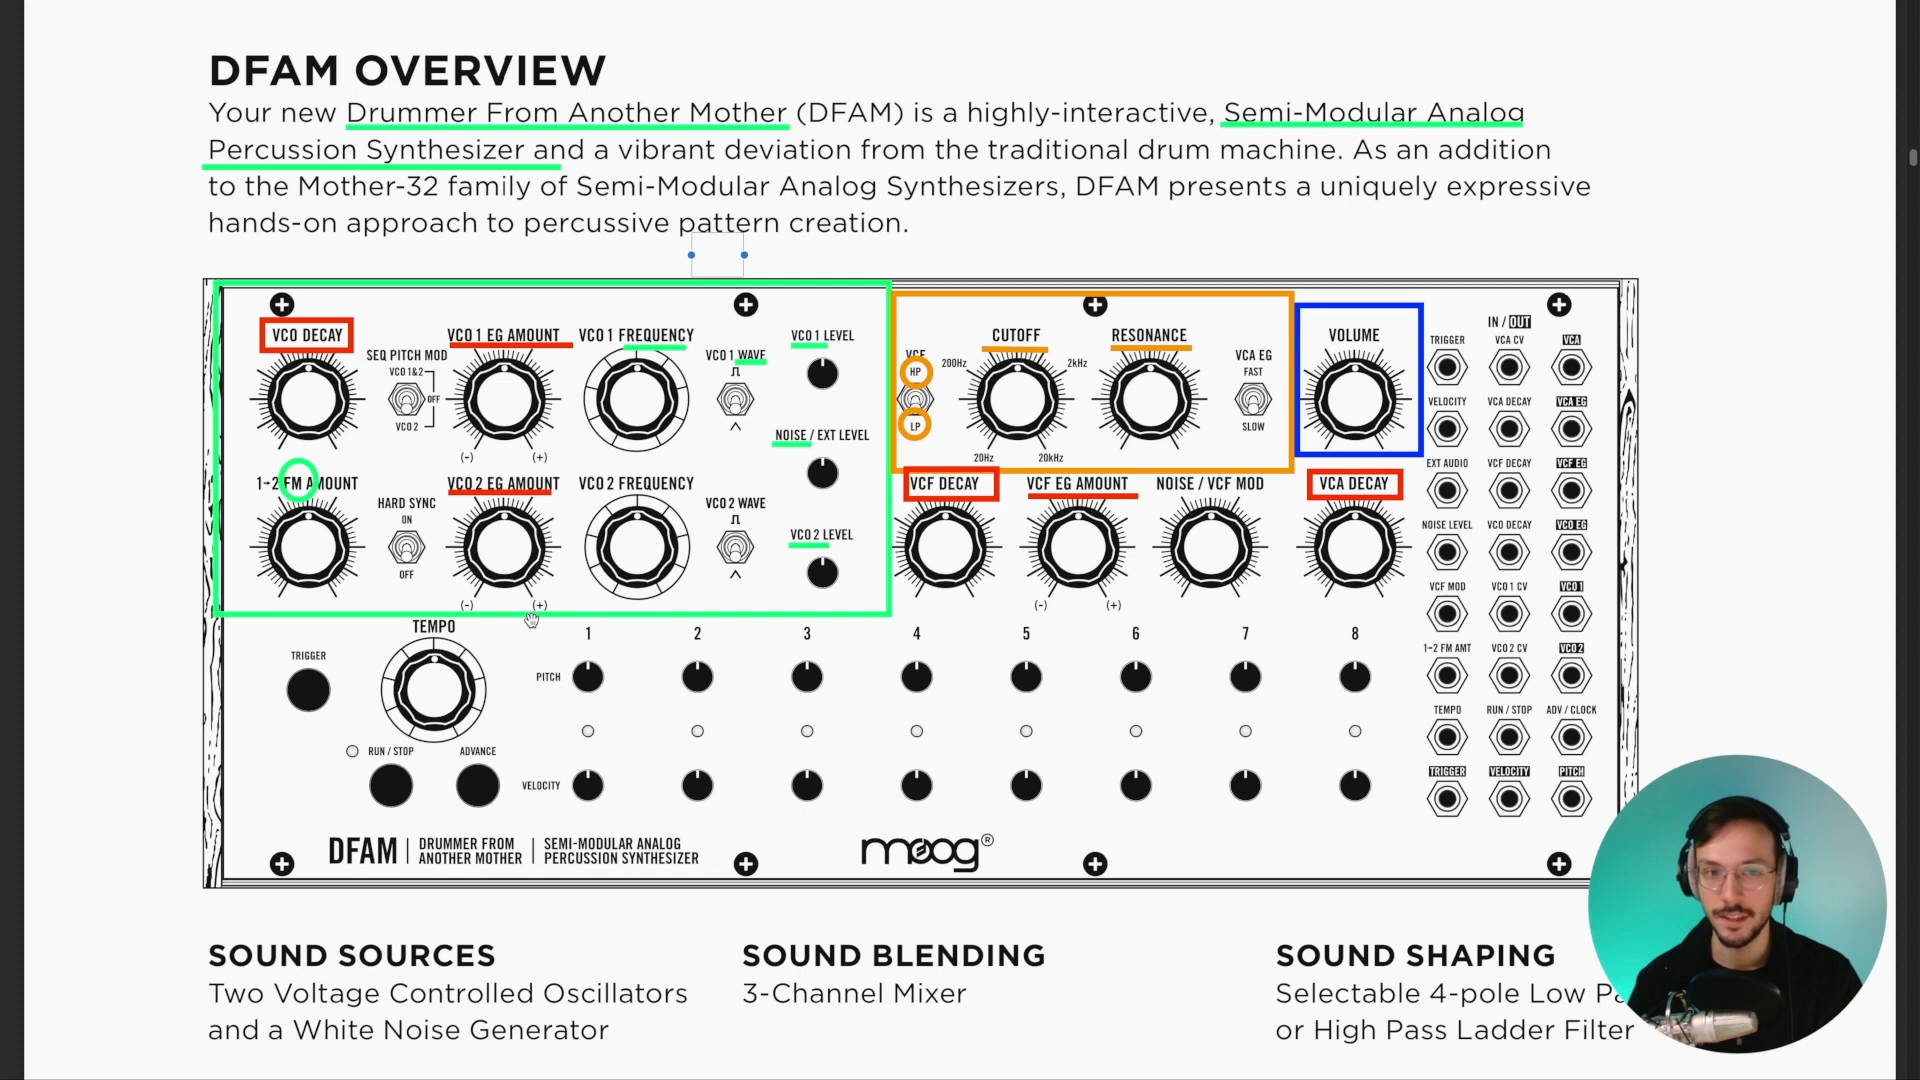 DFAM OVERVIEW
Your new Drummer From Another Mother (DFAM) is a highly-interactive, Semi-Modular Analog
Percussion Synthesizer and a vibrant deviation from the traditional drum machine. As an addition
to the Mother-32 family of Semi-Modular Analog Synthesizers, DFAM presents a uniquely expressive
hands-on approach to percussive pattern creation.
VCO DECAY
SEQ PITCH MOD
VCO 1&2
OFF
VCO 2
VCO 1 EG AMOUNT
(-) (+)
VCO 1 FREQUENCY
VCO 1 WAVE
VCO 1 LEVEL
NOISE / EXT LEVEL
VCF
HP
LP
CUTOFF
200Hz 2kHz
20Hz 20kHz
RESONANCE
VCA EG
FAST
SLOW
VOLUME
1→2 FM AMOUNT
HARD SYNC
ON
OFF
VCO 2 EG AMOUNT
(-) (+)
VCO 2 FREQUENCY
VCO 2 WAVE
VCO 2 LEVEL
VCF DECAY
VCF EG AMOUNT
(-) (+)
NOISE / VCF MOD
VCA DECAY
IN / OUT
TRIGGER VCA CV VCA
VELOCITY VCA DECAY VCA EG
EXT AUDIO VCF DECAY VCF EG
NOISE LEVEL VCO DECAY VCO EG
VCF MOD VCO 1 CV VCO 1
1→2 FM AMT VCO 2 CV VCO 2
TEMPO RUN / STOP ADV / CLOCK
TRIGGER VELOCITY PITCH
TRIGGER
TEMPO
RUN / STOP
ADVANCE
1 2 3 4 5 6 7 8
PITCH
VELOCITY
DFAM
DRUMMER FROM
ANOTHER MOTHER
SEMI-MODULAR ANALOG
PERCUSSION SYNTHESIZER
moog®
SOUND SOURCES
Two Voltage Controlled Oscillators
and a White Noise Generator
SOUND BLENDING
3-Channel Mixer
SOUND SHAPING
Selectable 4-pole Low
or High Pass Ladder Filter